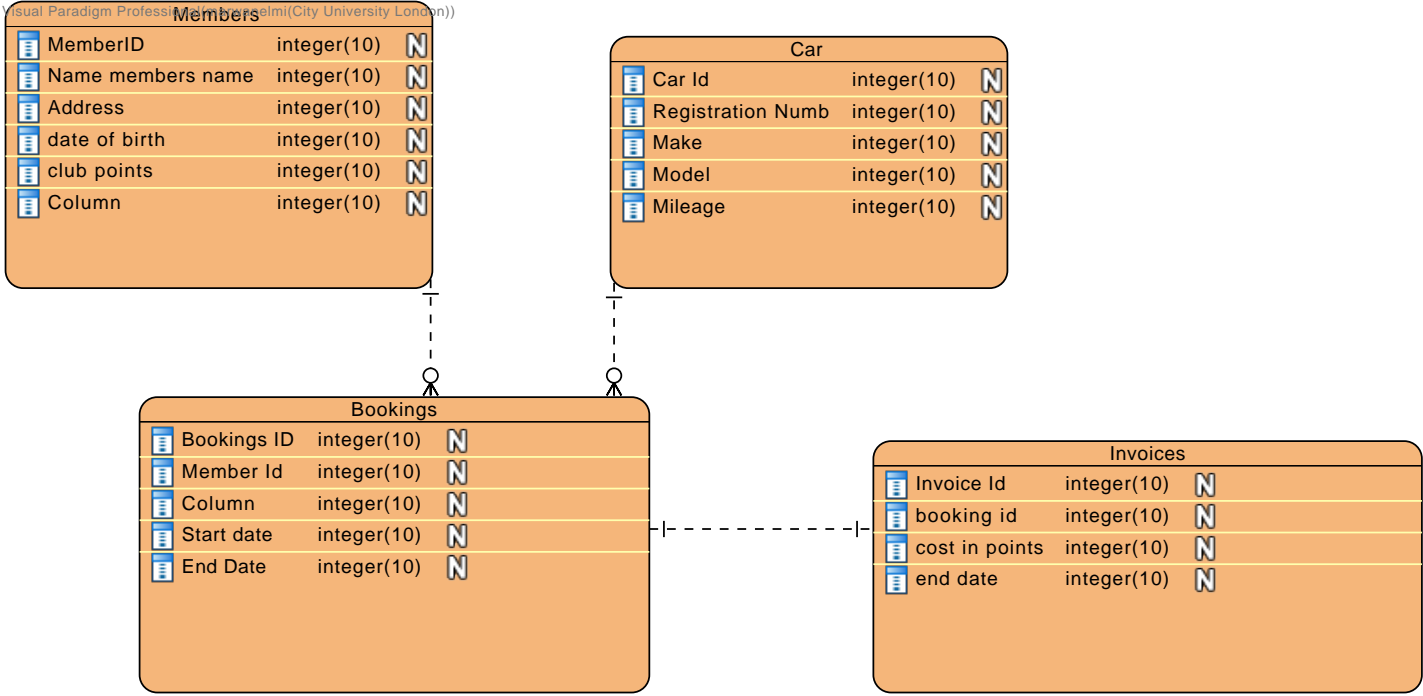 Visual Paradigm Professional(marwanelmi(City University London))
Members
MemberID integer(10) N
Name members name integer(10) N
Address integer(10) N
date of birth integer(10) N
club points integer(10) N
Column integer(10) N
Car
Car Id integer(10) N
Registration Numb integer(10) N
Make integer(10) N
Model integer(10) N
Mileage integer(10) N
Bookings
Bookings ID integer(10) N
Member Id integer(10) N
Column integer(10) N
Start date integer(10) N
End Date integer(10) N
Invoices
Invoice Id integer(10) N
booking id integer(10) N
cost in points integer(10) N
end date integer(10) N